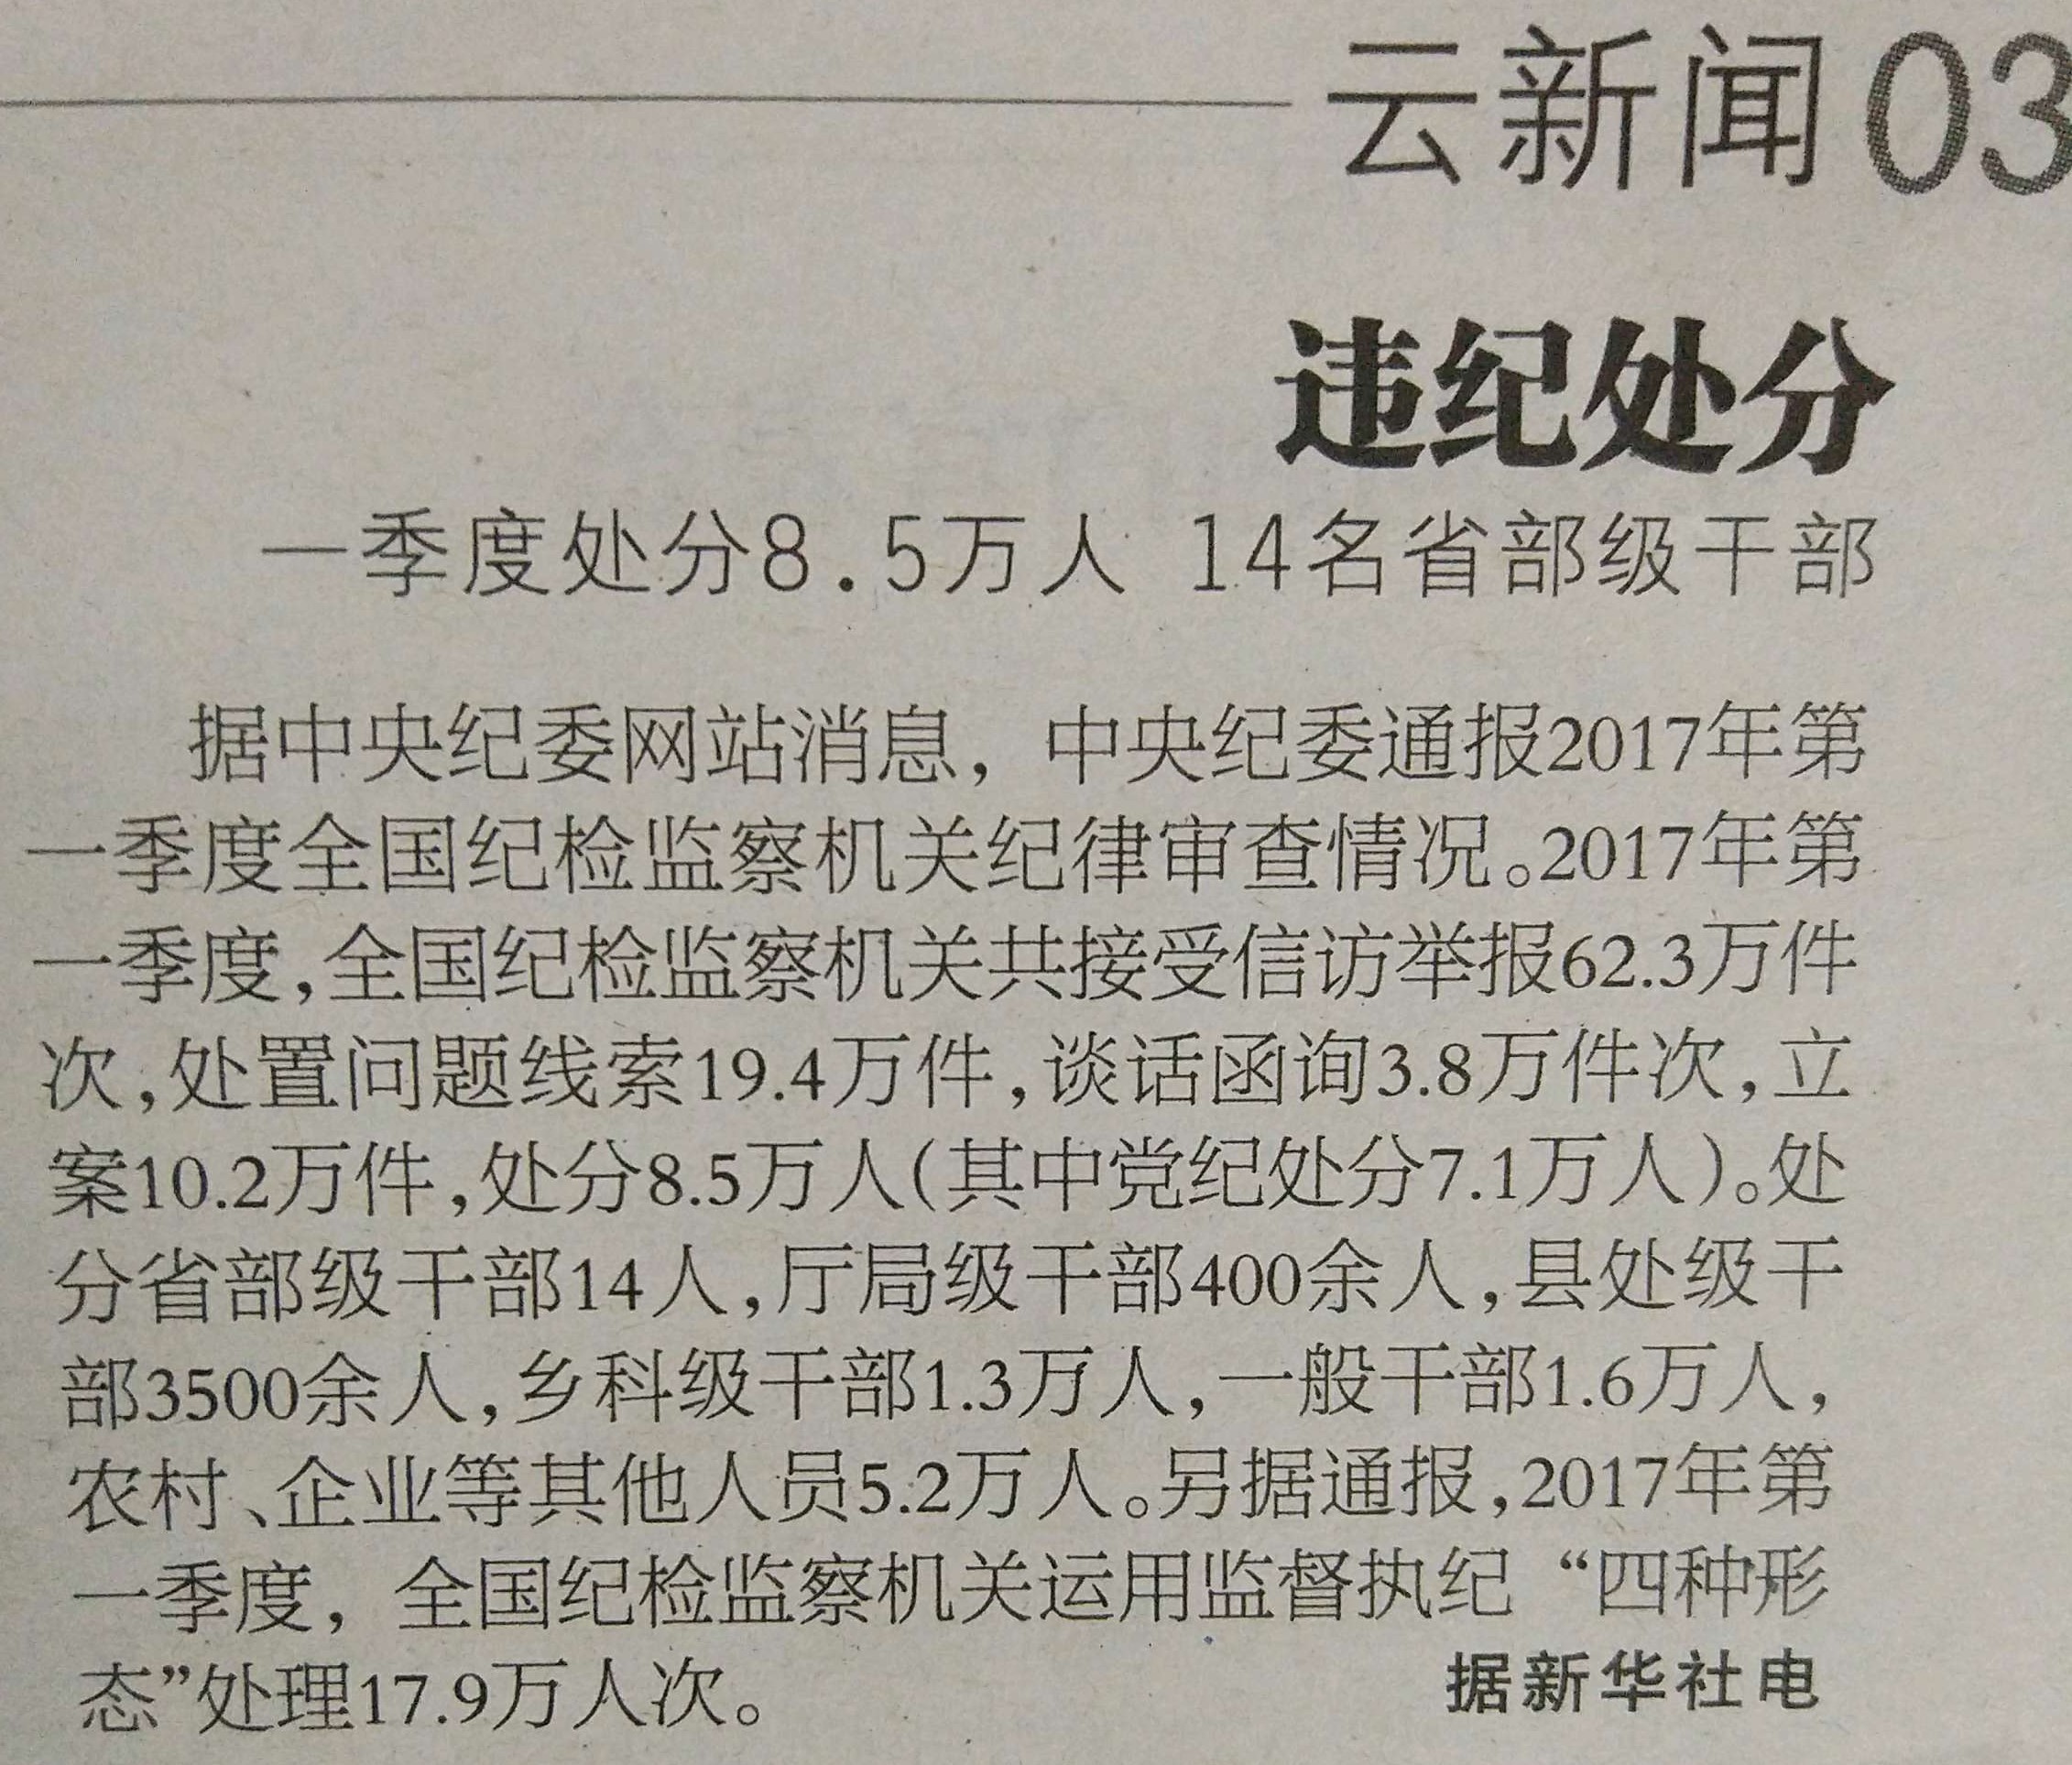 云新闻 03
违纪处分
一季度处分8.5万人 14名省部级干部
据中央纪委网站消息，中央纪委通报2017年第
一季度全国纪检监察机关纪律审查情况。2017年第
一季度，全国纪检监察机关共接受信访举报62.3万件
次，处置问题线索19.4万件，谈话函询3.8万件次，立
案10.2万件，处分8.5万人（其中党纪处分7.1万人）。处
分省部级干部14人，厅局级干部400余人，县处级干
部3500余人，乡科级干部1.3万人，一般干部1.6万人，
农村、企业等其他人员5.2万人。另据通报，2017年第
一季度，全国纪检监察机关运用监督执纪“四种形
态”处理17.9万人次。 据新华社电